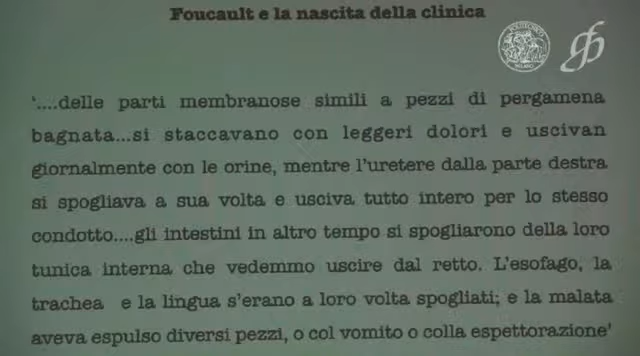 Foucault e la nascita della clinica
'....delle parti membranose simili a pezzi di pergamena
bagnata...si staccavano con leggeri dolori e uscivan
giornalmente con le orine, mentre l'uretere dalla parte destra
si spogliava a sua volta e usciva tutto intero per lo stesso
condotto....gli intestini in altro tempo si spogliarono della loro
tunica interna che vedemmo uscire dal retto. L'esofago, la
trachea e la lingua s'erano a loro volta spogliati; e la malata
aveva espulso diversi pezzi, o col vomito o colla espettorazione'